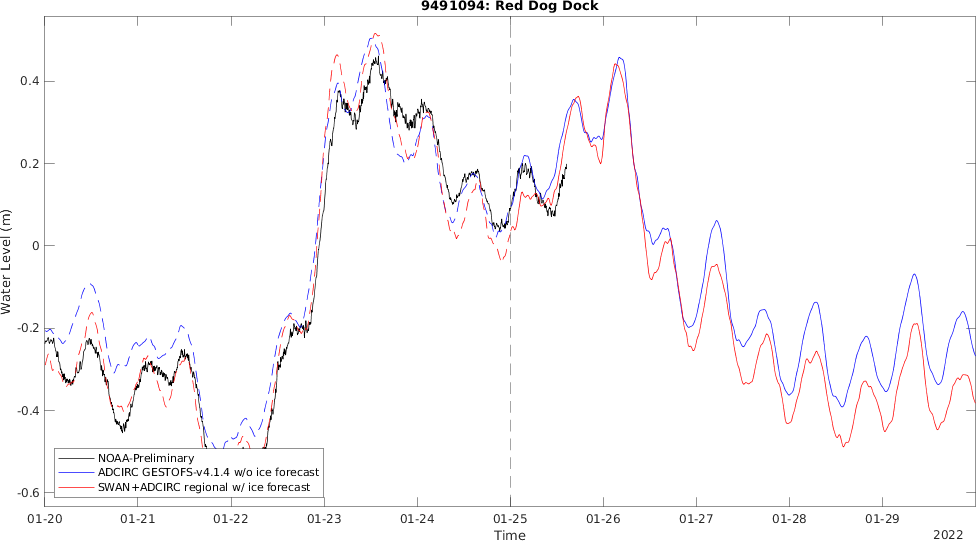 9491094: Red Dog Dock
Water Level (m)
0.4
0.2
0
-0.2
-0.4
-0.6
NOAA-Preliminary
ADCIRC GESTOFS-v4.1.4 w/o ice forecast
SWAN+ADCIRC regional w/ ice forecast
01-20 01-21 01-22 01-23 01-24 01-25 01-26 01-27 01-28 01-29
Time
2022